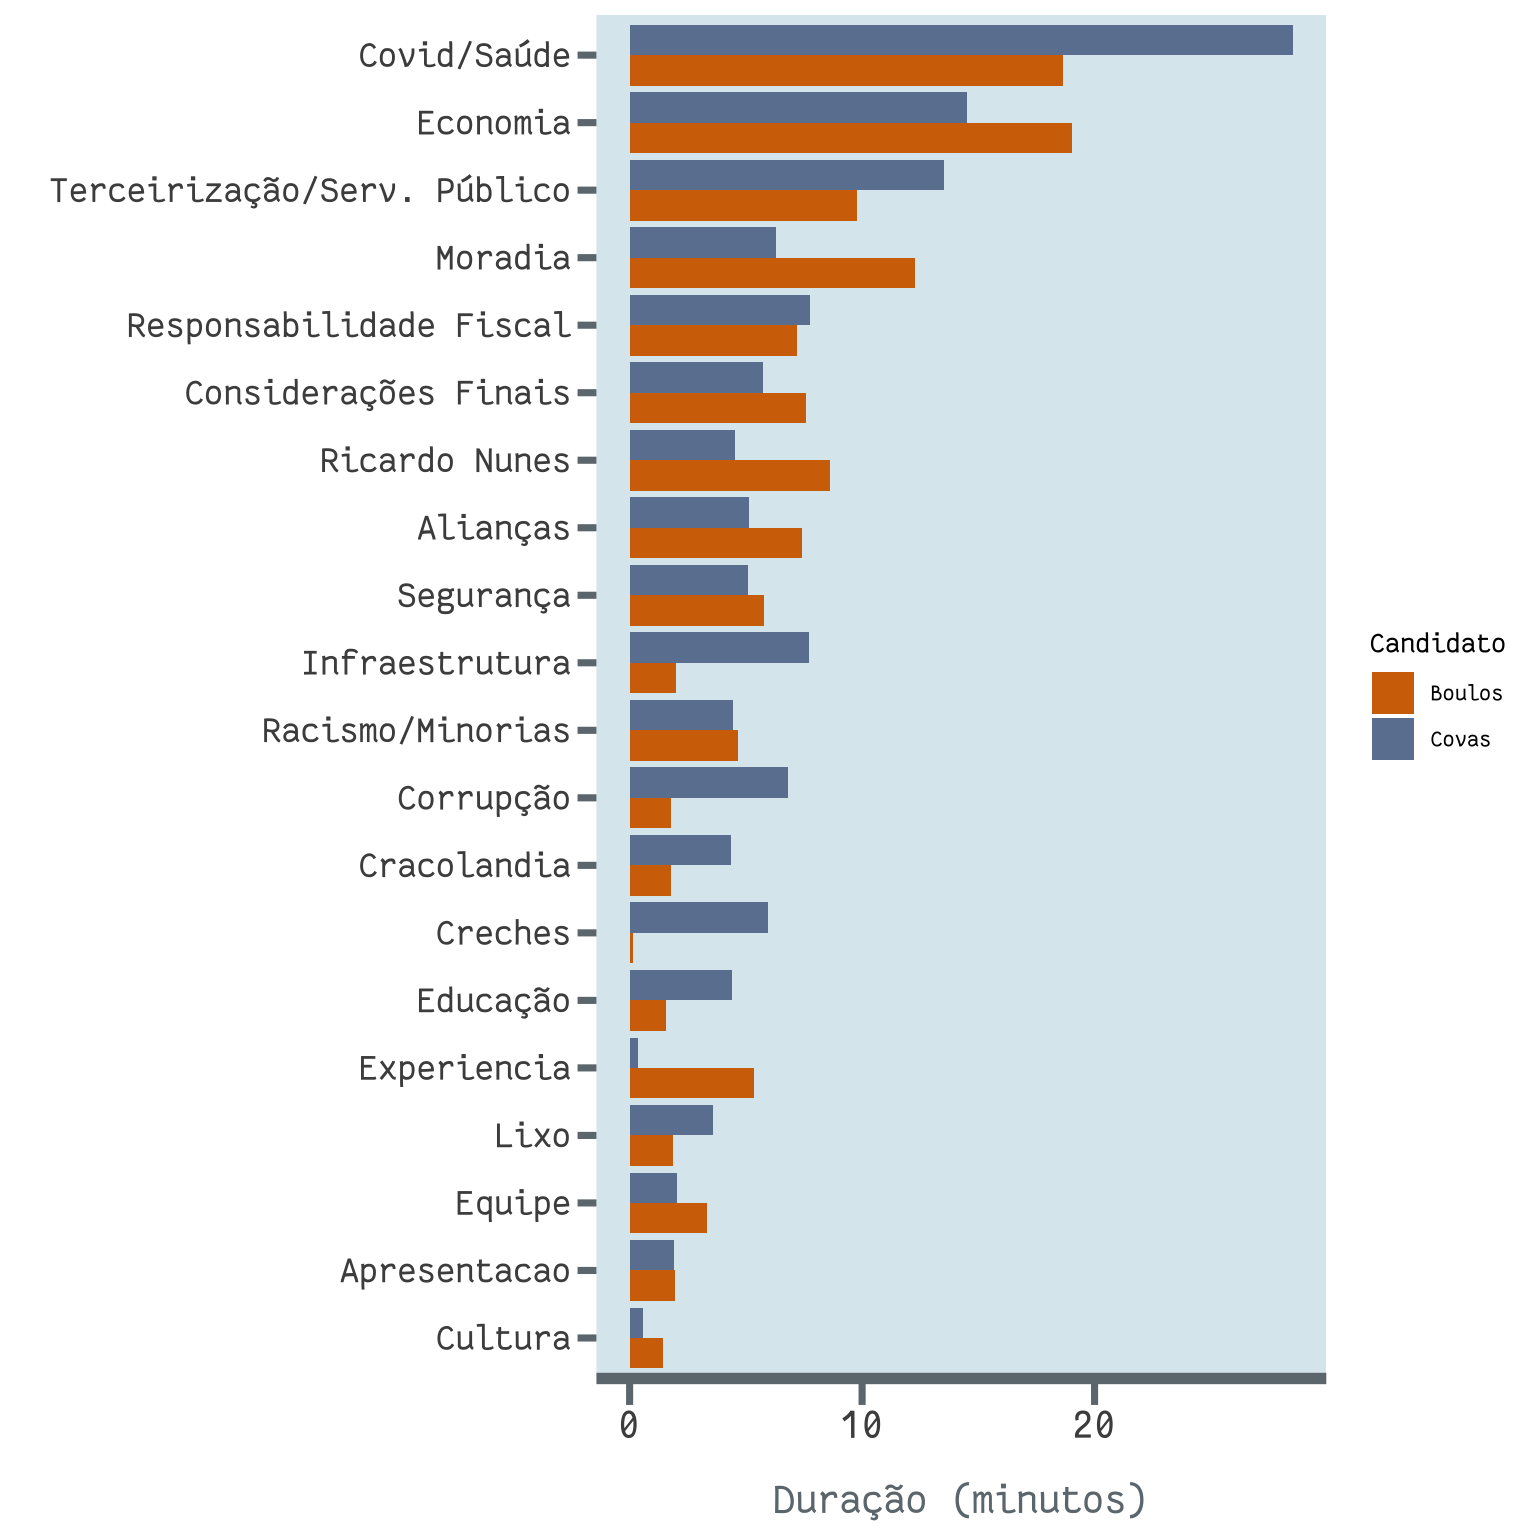 Covid/Saúde
Economia
Terceirização/Serv. Público
Moradia
Responsabilidade Fiscal
Considerações Finais
Ricardo Nunes
Alianças
Segurança
Infraestrutura
Racismo/Minorias
Corrupção
Cracolandia
Creches
Educação
Experiencia
Lixo
Equipe
Apresentacao
Cultura
0 10 20
Duração (minutos)
Candidato
Boulos
Covas